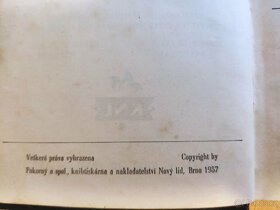 Veškerá práva vyhrazena Copyright by
Pokorný a spol., knihtiskárna a nakladatelství Nový lid, Brno 1937